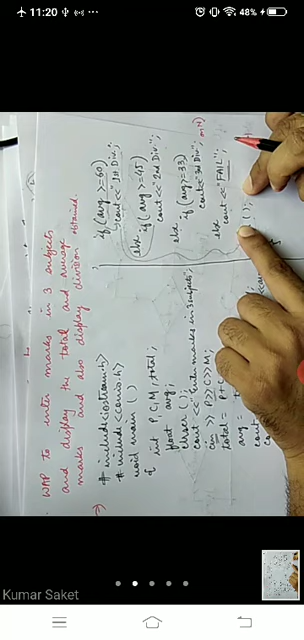 11:20
48%
WAP to enter marks in 3 subjects
and display the total and Average
marks and also display division obtained.
=> # include<iostream.h>
# include <conio.h>
void main ( )
{ int P, C, M, total;
float avg;
clrscr ( );
cout << "Enter marks in 3 subjects";
cin >> P>>C>>M;
total = P+C
avg =
cout
cout
if (avg >= 60)
cout << "1st Div.";
else if (avg >= 45)
cout << "2nd Div.";
else if (avg >= 33)
cout << "3rd Div.";
else
cout << "FAIL";
( );
}
Kumar Saket